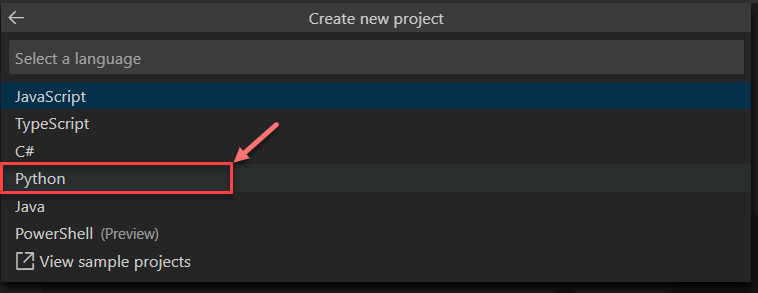 Create new project
Select a language
JavaScript
TypeScript
C#
Python
Java
PowerShell (Preview)
View sample projects